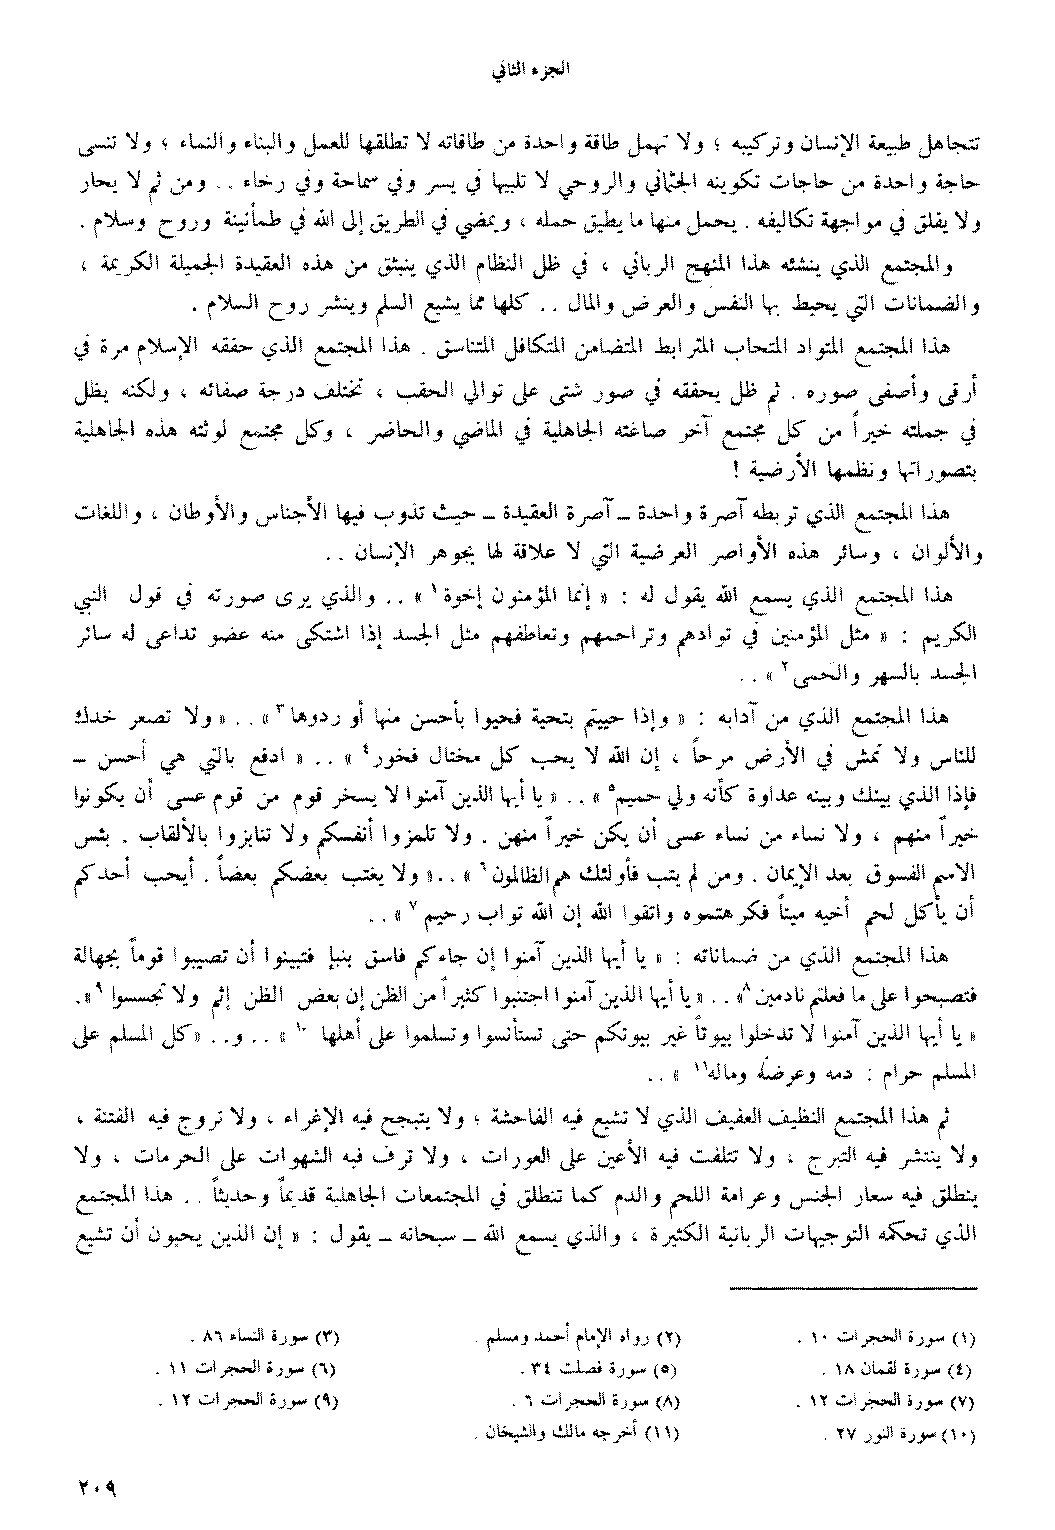 الجزء الثاني
تتجاهل طبيعة الإنسان وتركيبه ؛ ولا تهمل طاقة واحدة من طاقاته لا تطلقها للعمل والبناء والنماء ؛ ولا تنسى
حاجة واحدة من حاجات تكوينه الجثماني والروحي لا تلبيها في يسر وفي سماحة وفي رخاء .. ومن ثم لا يحار
ولا يقلق في مواجهة تكاليفه . يحمل منها ما يطيق حمله ، ويمضي في الطريق إلى الله في طمأنينة وروح وسلام .
والمجتمع الذي ينشئه هذا المنهج الرباني ، في ظل النظام الذي ينبثق من هذه العقيدة الجميلة الكريمة ،
والضمانات التي يحيط بها النفس والعرض والمال .. كلها مما يشيع السلم وينشر روح السلام .
هذا المجتمع المتواد المتحاب المترابط المتضامن المتكافل المتناسق . هذا المجتمع الذي حققه الإسلام مرة في
أرقى وأصفى صوره . ثم ظل يحققه في صور شتى على توالي الحقب ، تختلف درجة صفائه ، ولكنه يظل
في جملته خيراً من كل مجتمع آخر صاغته الجاهلية في الماضي والحاضر ، وكل مجتمع لوثته هذه الجاهلية
بتصوراتها ونظمها الأرضية !
هذا المجتمع الذي تربطه آصرة واحدة – آصرة العقيدة – حيث تذوب فيها الأجناس والأوطان ، واللغات
والألوان ، وسائر هذه الأواصر العرضية التي لا علاقة لها بجوهر الإنسان ..
هذا المجتمع الذي يسمع الله يقول له : « إنما المؤمنون إخوة١ » .. والذي يرى صورته في قول النبي
الكريم : « مثل المؤمنين في توادهم وتراحمهم وتعاطفهم مثل الجسد إذا اشتكى منه عضو تداعى له سائر
الجسد بالسهر والحمى٢ » ..
هذا المجتمع الذي من آدابه : « وإذا حييتم بتحية فحيوا بأحسن منها أو ردوها٣ » .. « ولا تصعر خدك
للناس ولا تمش في الأرض مرحاً ، إن الله لا يحب كل مختال فخور٤ » .. « ادفع بالتي هي أحسن –
فإذا الذي بينك وبينه عداوة كأنه ولي حميم٥ » .. « يا أيها الذين آمنوا لا يسخر قوم من قوم عسى أن يكونوا
خيراً منهم ، ولا نساء من نساء عسى أن يكن خيراً منهن . ولا تلمزوا أنفسكم ولا تنابزوا بالألقاب . بئس
الاسم الفسوق بعد الإيمان . ومن لم يتب فأولئك هم الظالمون٦ » ..« ولا يغتب بعضكم بعضاً . أيحب أحدكم
أن يأكل لحم أخيه ميتاً فكرهتموه واتقوا الله إن الله تواب رحيم٧ » ..
هذا المجتمع الذي من ضماناته : « يا أيها الذين آمنوا إن جاءكم فاسق بنبإ فتبينوا أن تصيبوا قوماً بجهالة
فتصبحوا على ما فعلتم نادمين٨» .. « يا أيها الذين آمنوا اجتنبوا كثيراً من الظن إن بعض الظن إثم ولا تجسسوا٩ ».
« يا أيها الذين آمنوا لا تدخلوا بيوتاً غير بيوتكم حتى تستأنسوا وتسلموا على أهلها ١٠ » .. و.. «كل المسلم على
المسلم حرام : دمه وعرضه وماله١١ » ..
ثم هذا المجتمع النظيف العفيف الذي لا تشيع فيه الفاحشة ؛ ولا يتبجح فيه الإغراء ، ولا تروج فيه الفتنة ،
ولا ينتشر فيه التبرج ، ولا تتلفت فيه الأعين على العورات ، ولا ترف فيه الشهوات على الحرمات ، ولا
ينطلق فيه سعار الجنس وعرامة اللحم والدم كما تنطلق في المجتمعات الجاهلية قديماً وحديثاً .. هذا المجتمع
الذي تحكمه التوجيهات الربانية الكثيرة ، والذي يسمع الله – سبحانه – يقول : « إن الذين يحبون أن تشيع
(١) سورة الحجرات ١٠ . (٢) رواه الإمام أحمد ومسلم . (٣) سورة النساء ٨٦ .
(٤) سورة لقمان ١٨ . (٥) سورة فصلت ٣٤ . (٦) سورة الحجرات ١١ .
(٧) سورة الحجرات ١٢ . (٨) سورة الحجرات ٦ . (٩) سورة الحجرات ١٢ .
(١٠) سورة النور ٢٧ . (١١) أخرجه مالك والشيخان .
٢٠٩